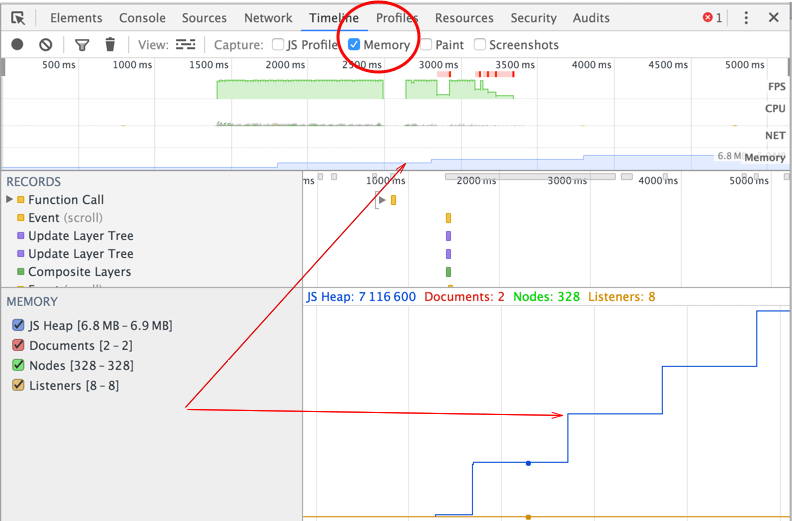 Elements Console Sources Network Timeline Profiles Resources Security Audits 1
View: Capture: JS Profile Memory Paint Screenshots
500 ms 1000 ms 1500 ms 2000 ms 2500 ms 3000 ms 3500 ms 4000 ms 4500 ms 5000 ms
FPS
CPU
NET
6.8 MB Memory
RECORDS
ms 1000 ms 2000 ms 3000 ms 4000 ms 5000 ms
Function Call
Event (scroll)
Update Layer Tree
Update Layer Tree
Composite Layers
MEMORY
JS Heap: 7 116 600 Documents: 2 Nodes: 328 Listeners: 8
JS Heap [6.8 MB – 6.9 MB]
Documents [2 – 2]
Nodes [328 – 328]
Listeners [8 – 8]